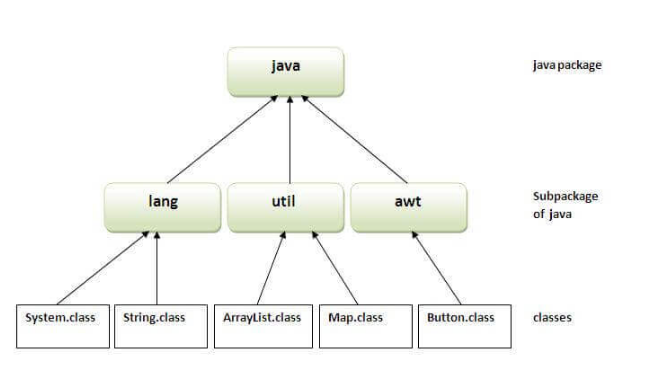 java
java package
lang
util
awt
Subpackage
of java
System.class
String.class
ArrayList.class
Map.class
Button.class
classes